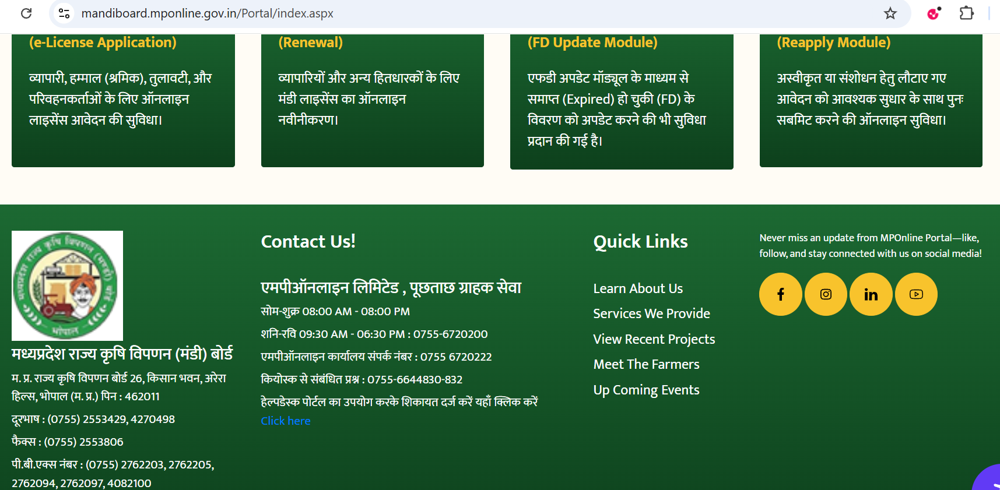 mandiboard.mponline.gov.in/Portal/index.aspx
(e-License Application)
व्यापारी, हम्माल (श्रमिक), तुलावटी, और
परिवहनकर्ताओं के लिए ऑनलाइन
लाइसेंस आवेदन की सुविधा।
(Renewal)
व्यापारियों और अन्य हितधारकों के लिए
मंडी लाइसेंस का ऑनलाइन
नवीनीकरण।
(FD Update Module)
एफडी अपडेट मॉड्यूल के माध्यम से
समाप्त (Expired) हो चुकी (FD) के
विवरण को अपडेट करने की भी सुविधा
प्रदान की गई है।
(Reapply Module)
अस्वीकृत या संशोधन हेतु लौटाए गए
आवेदन को आवश्यक सुधार के साथ पुनः
सबमिट करने की ऑनलाइन सुविधा।
मध्यप्रदेश राज्य कृषि विपणन (मण्डी) बोर्ड
भोपाल
मध्यप्रदेश राज्य कृषि विपणन (मंडी) बोर्ड
म. प्र. राज्य कृषि विपणन बोर्ड 26, किसान भवन, अरेरा
हिल्स, भोपाल (म. प्र.) पिन : 462011
दूरभाष : (0755) 2553429, 4270498
फैक्स : (0755) 2553806
पी.बी.एक्स नंबर : (0755) 2762203, 2762205,
2762094, 2762097, 4082100
Contact Us!
एमपीऑनलाइन लिमिटेड , पूछताछ ग्राहक सेवा
सोम-शुक्र 08:00 AM - 08:00 PM
शनि-रवि 09:30 AM - 06:30 PM : 0755-6720200
एमपीऑनलाइन कार्यालय संपर्क नंबर : 0755 6720222
कियोस्क से संबंधित प्रश्न : 0755-6644830-832
हेल्पडेस्क पोर्टल का उपयोग करके शिकायत दर्ज करें यहाँ क्लिक करें
Click here
Quick Links
Learn About Us
Services We Provide
View Recent Projects
Meet The Farmers
Up Coming Events
Never miss an update from MPOnline Portal—like,
follow, and stay connected with us on social media!